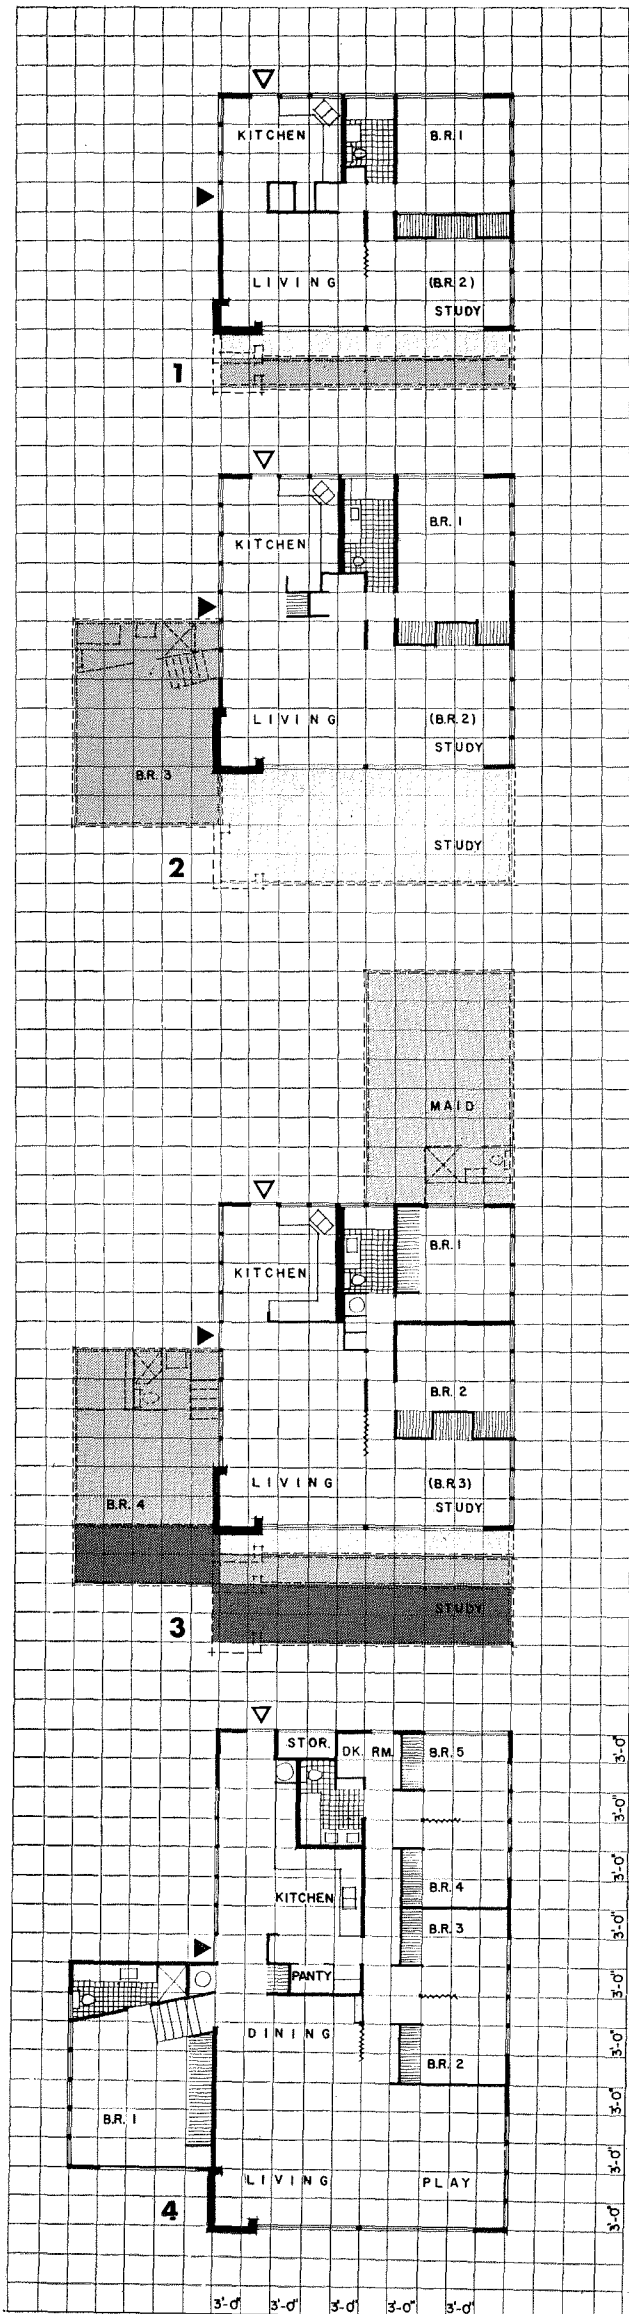 KITCHEN B.R.1
LIVING (B.R.2)
STUDY
1
B.R.1
KITCHEN
LIVING (B.R.2)
STUDY
B.R. 3
STUDY
2
MAID
B.R. 1
KITCHEN
B.R. 2
LIVING (B.R.3)
STUDY
B.R. 4
STUDY
3
STOR. DK. RM. B.R. 5
3'-0"
3'-0"
3'-0"
KITCHEN B.R. 4
3'-0"
B.R. 3
PANTY
3'-0"
DINING
3'-0"
B.R. 2
B.R. 1
3'-0"
3'-0"
LIVING PLAY
4
3'-0"
3'-0" 3'-0" 3'-0" 3'-0" 3'-0"